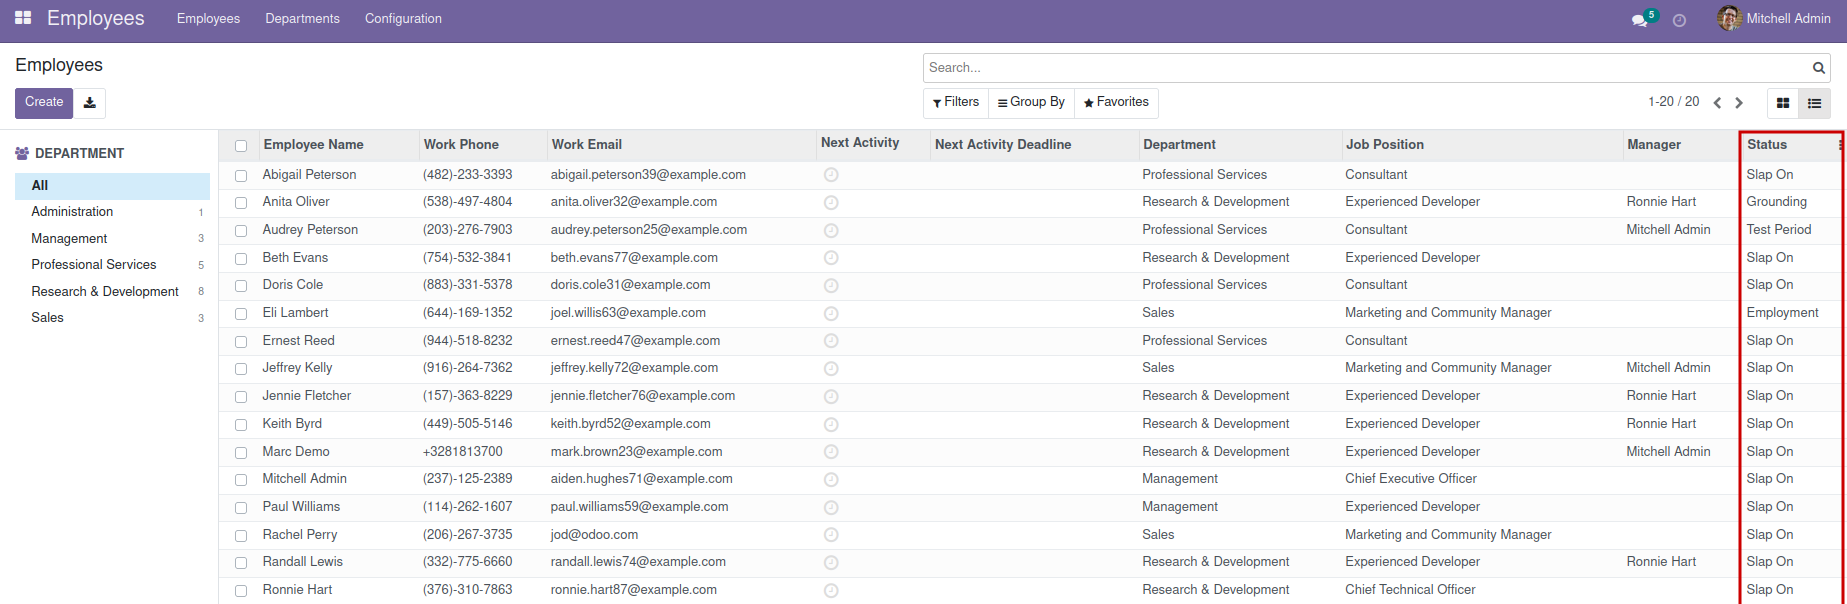 Employees Employees Departments Configuration 5 Mitchell Admin
Employees
Search...
Create Filters Group By Favorites 1-20 / 20
DEPARTMENT
All
Administration 1
Management 3
Professional Services 5
Research & Development 8
Sales 3
Employee Name Work Phone Work Email Next Activity Next Activity Deadline Department Job Position Manager Status
Abigail Peterson (482)-233-3393 abigail.peterson39@example.com Professional Services Consultant Slap On
Anita Oliver (538)-497-4804 anita.oliver32@example.com Research & Development Experienced Developer Ronnie Hart Grounding
Audrey Peterson (203)-276-7903 audrey.peterson25@example.com Professional Services Consultant Mitchell Admin Test Period
Beth Evans (754)-532-3841 beth.evans77@example.com Research & Development Experienced Developer Slap On
Doris Cole (883)-331-5378 doris.cole31@example.com Professional Services Consultant Slap On
Eli Lambert (644)-169-1352 joel.willis63@example.com Sales Marketing and Community Manager Employment
Ernest Reed (944)-518-8232 ernest.reed47@example.com Professional Services Consultant Slap On
Jeffrey Kelly (916)-264-7362 jeffrey.kelly72@example.com Sales Marketing and Community Manager Mitchell Admin Slap On
Jennie Fletcher (157)-363-8229 jennie.fletcher76@example.com Research & Development Experienced Developer Ronnie Hart Slap On
Keith Byrd (449)-505-5146 keith.byrd52@example.com Research & Development Experienced Developer Ronnie Hart Slap On
Marc Demo +3281813700 mark.brown23@example.com Research & Development Experienced Developer Mitchell Admin Slap On
Mitchell Admin (237)-125-2389 aiden.hughes71@example.com Management Chief Executive Officer Slap On
Paul Williams (114)-262-1607 paul.williams59@example.com Management Experienced Developer Slap On
Rachel Perry (206)-267-3735 jod@odoo.com Sales Marketing and Community Manager Slap On
Randall Lewis (332)-775-6660 randall.lewis74@example.com Research & Development Experienced Developer Ronnie Hart Slap On
Ronnie Hart (376)-310-7863 ronnie.hart87@example.com Research & Development Chief Technical Officer Slap On